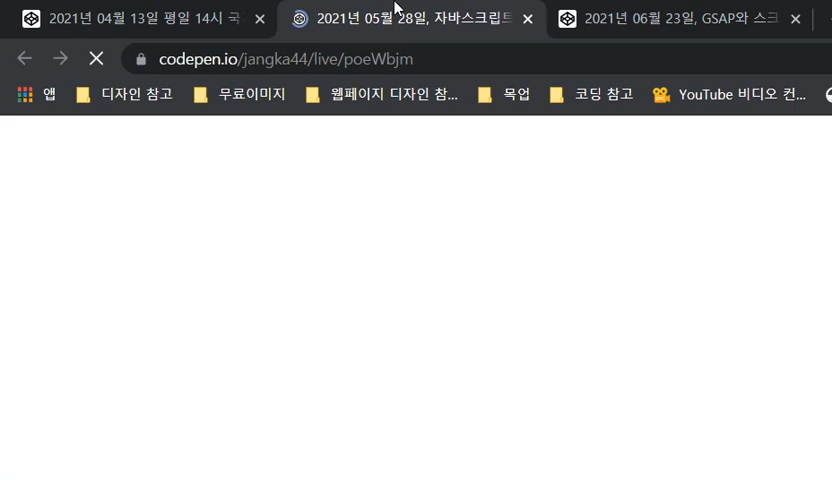 2021년 04월 13일 평일 14시 국
2021년 05월 28일, 자바스크립트
2021년 06월 23일, GSAP와 스크
codepen.io/jangka44/live/poeWbjm
앱 디자인 참고 무료이미지 웹페이지 디자인 참... 목업 코딩 참고 YouTube 비디오 컨...